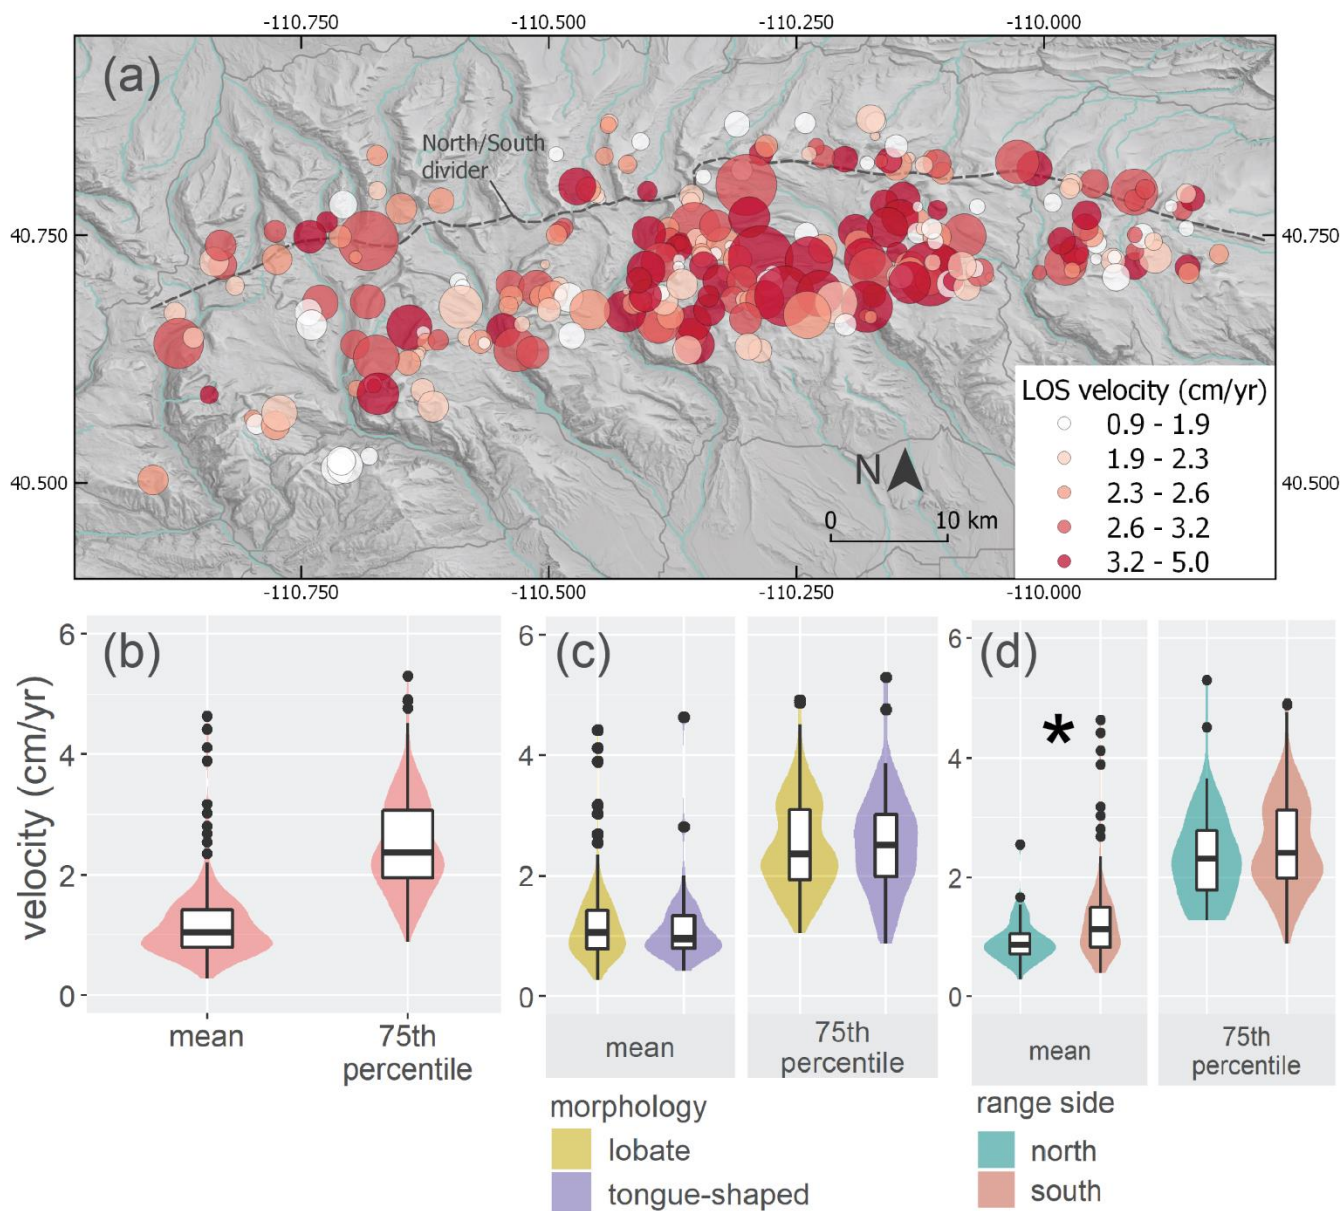 -110.750 -110.500 -110.250 -110.000
(a)
North/South
divider
40.750 40.750
LOS velocity (cm/yr)
0.9 - 1.9
1.9 - 2.3
2.3 - 2.6
2.6 - 3.2
3.2 - 5.0
N
0 10 km
40.500 40.500
-110.750 -110.500 -110.250 -110.000
(b)
velocity (cm/yr)
6
4
2
0
mean
75th
percentile
(c)
6
4
2
0
mean
75th
percentile
morphology
lobate
tongue-shaped
(d)
6
4
2
0
*
mean
75th
percentile
range side
north
south